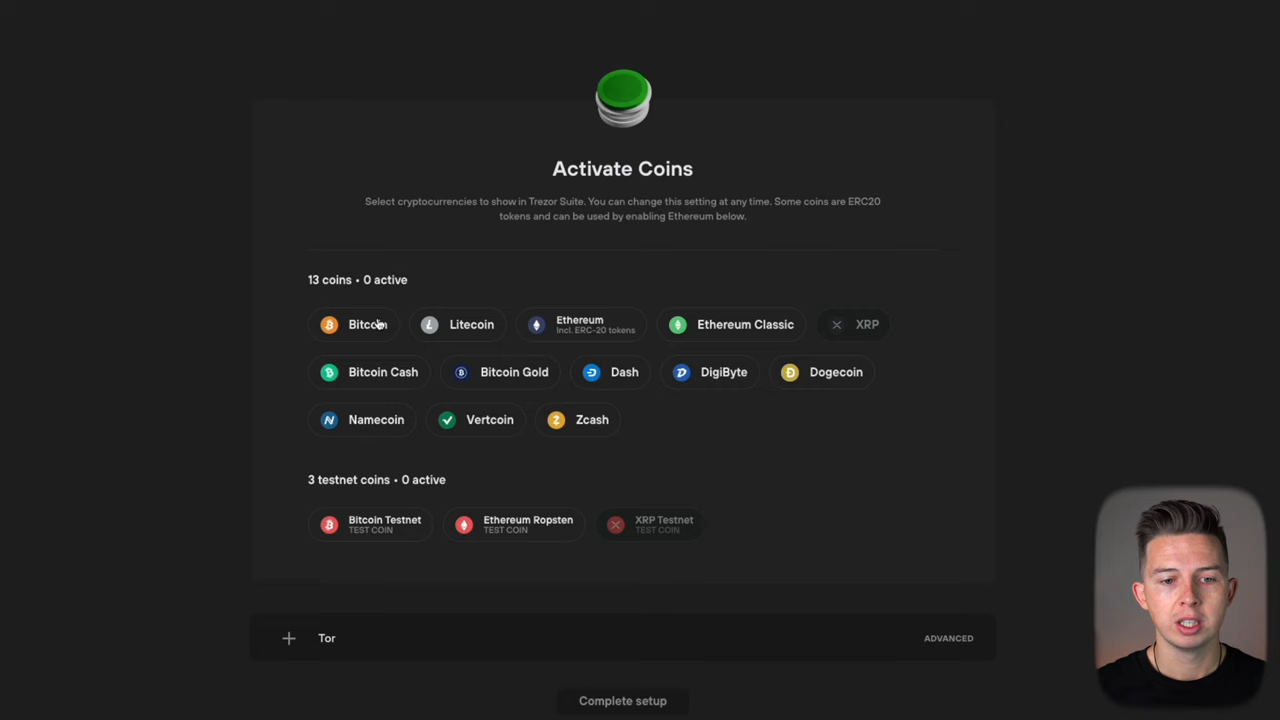 Activate Coins
Select cryptocurrencies to show in Trezor Suite. You can change this setting at any time. Some coins are ERC20
tokens and can be used by enabling Ethereum below.
13 coins • 0 active
Bitcoin
Litecoin
Ethereum
Incl. ERC-20 tokens
Ethereum Classic
XRP
Bitcoin Cash
Bitcoin Gold
Dash
DigiByte
Dogecoin
Namecoin
Vertcoin
Zcash
3 testnet coins • 0 active
Bitcoin Testnet
TEST COIN
Ethereum Ropsten
TEST COIN
XRP Testnet
TEST COIN
Tor
ADVANCED
Complete setup